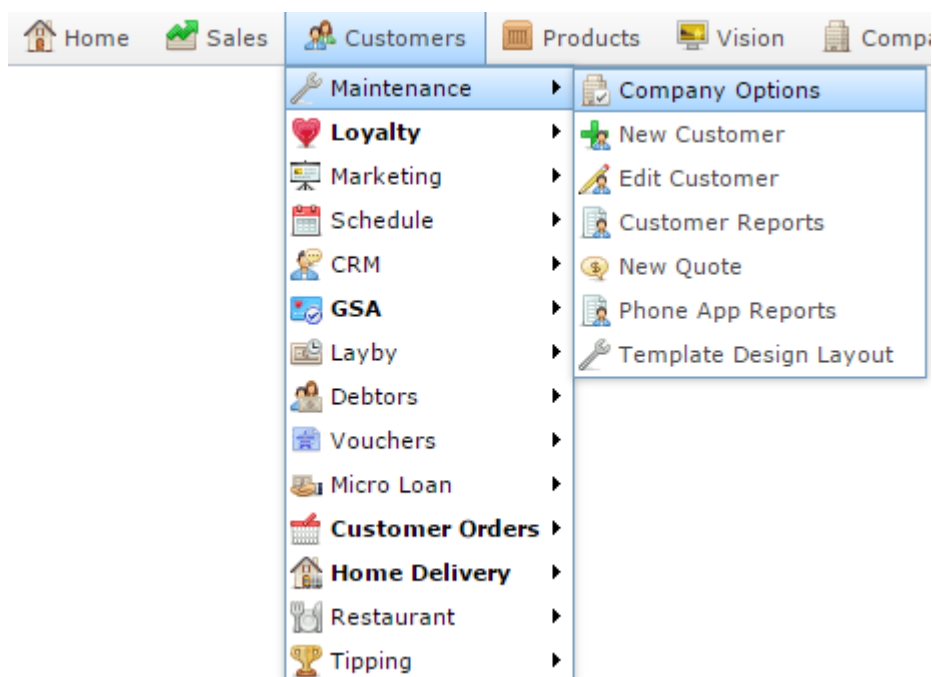 Home Sales Customers Products Vision Compa
Maintenance Company Options
Loyalty New Customer
Marketing Edit Customer
Schedule Customer Reports
CRM New Quote
GSA Phone App Reports
Layby Template Design Layout
Debtors
Vouchers
Micro Loan
Customer Orders
Home Delivery
Restaurant
Tipping